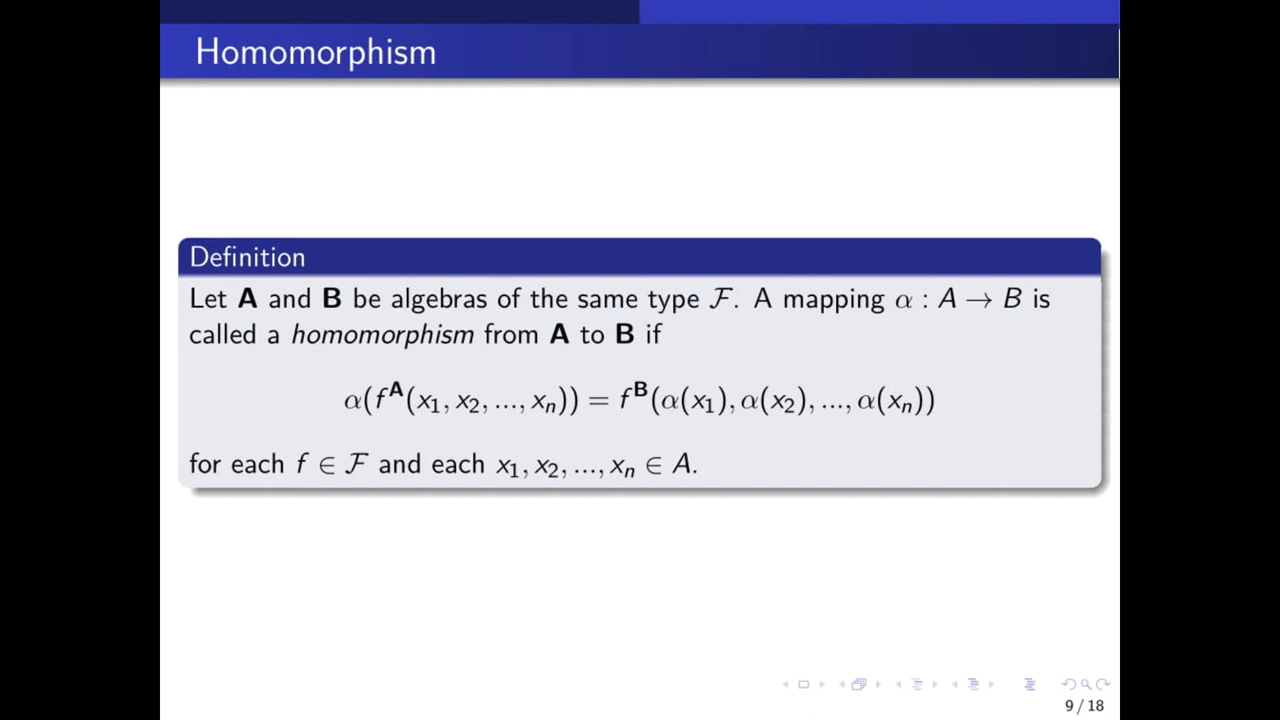 Homomorphism
Definition
Let A and B be algebras of the same type ℱ. A mapping α : A → B is
called a homomorphism from A to B if
α(f^A(x₁, x₂, ..., xₙ)) = f^B(α(x₁), α(x₂), ..., α(xₙ))
for each f ∈ ℱ and each x₁, x₂, ..., xₙ ∈ A.
9 / 18